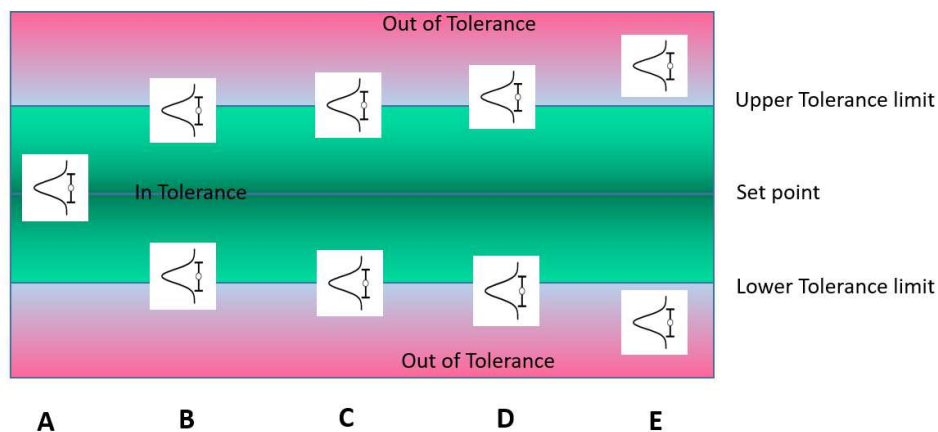 Out of Tolerance
Upper Tolerance limit
In Tolerance
Set point
Lower Tolerance limit
Out of Tolerance
A B C D E